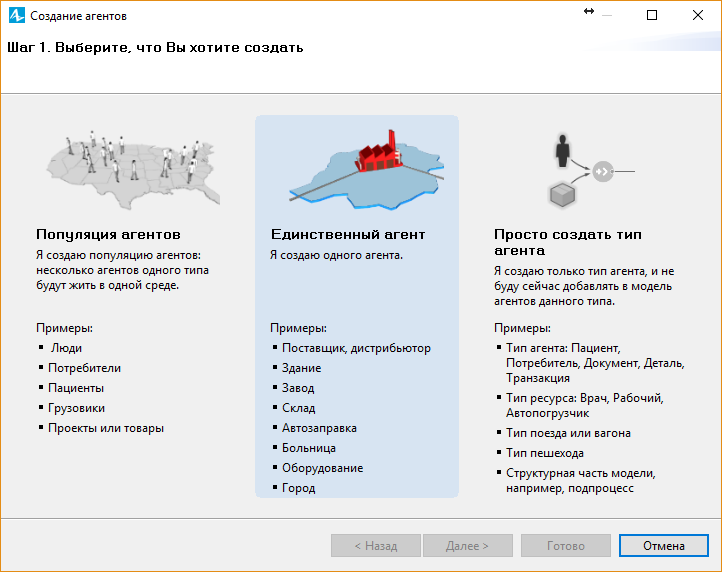 Создание агентов
Шаг 1. Выберите, что Вы хотите создать
Популяция агентов
Я создаю популяцию агентов:
несколько агентов одного типа
будут жить в одной среде.
Примеры:
▪ Люди
▪ Потребители
▪ Пациенты
▪ Грузовики
▪ Проекты или товары
Единственный агент
Я создаю одного агента.
Примеры:
▪ Поставщик, дистрибьютор
▪ Здание
▪ Завод
▪ Склад
▪ Автозаправка
▪ Больница
▪ Оборудование
▪ Город
Просто создать тип
агента
Я создаю только тип агента, и не
буду сейчас добавлять в модель
агентов данного типа.
Примеры:
▪ Тип агента: Пациент,
Потребитель, Документ, Деталь,
Транзакция
▪ Тип ресурса: Врач, Рабочий,
Автопогрузчик
▪ Тип поезда или вагона
▪ Тип пешехода
▪ Структурная часть модели,
например, подпроцесс
< Назад
Далее >
Готово
Отмена